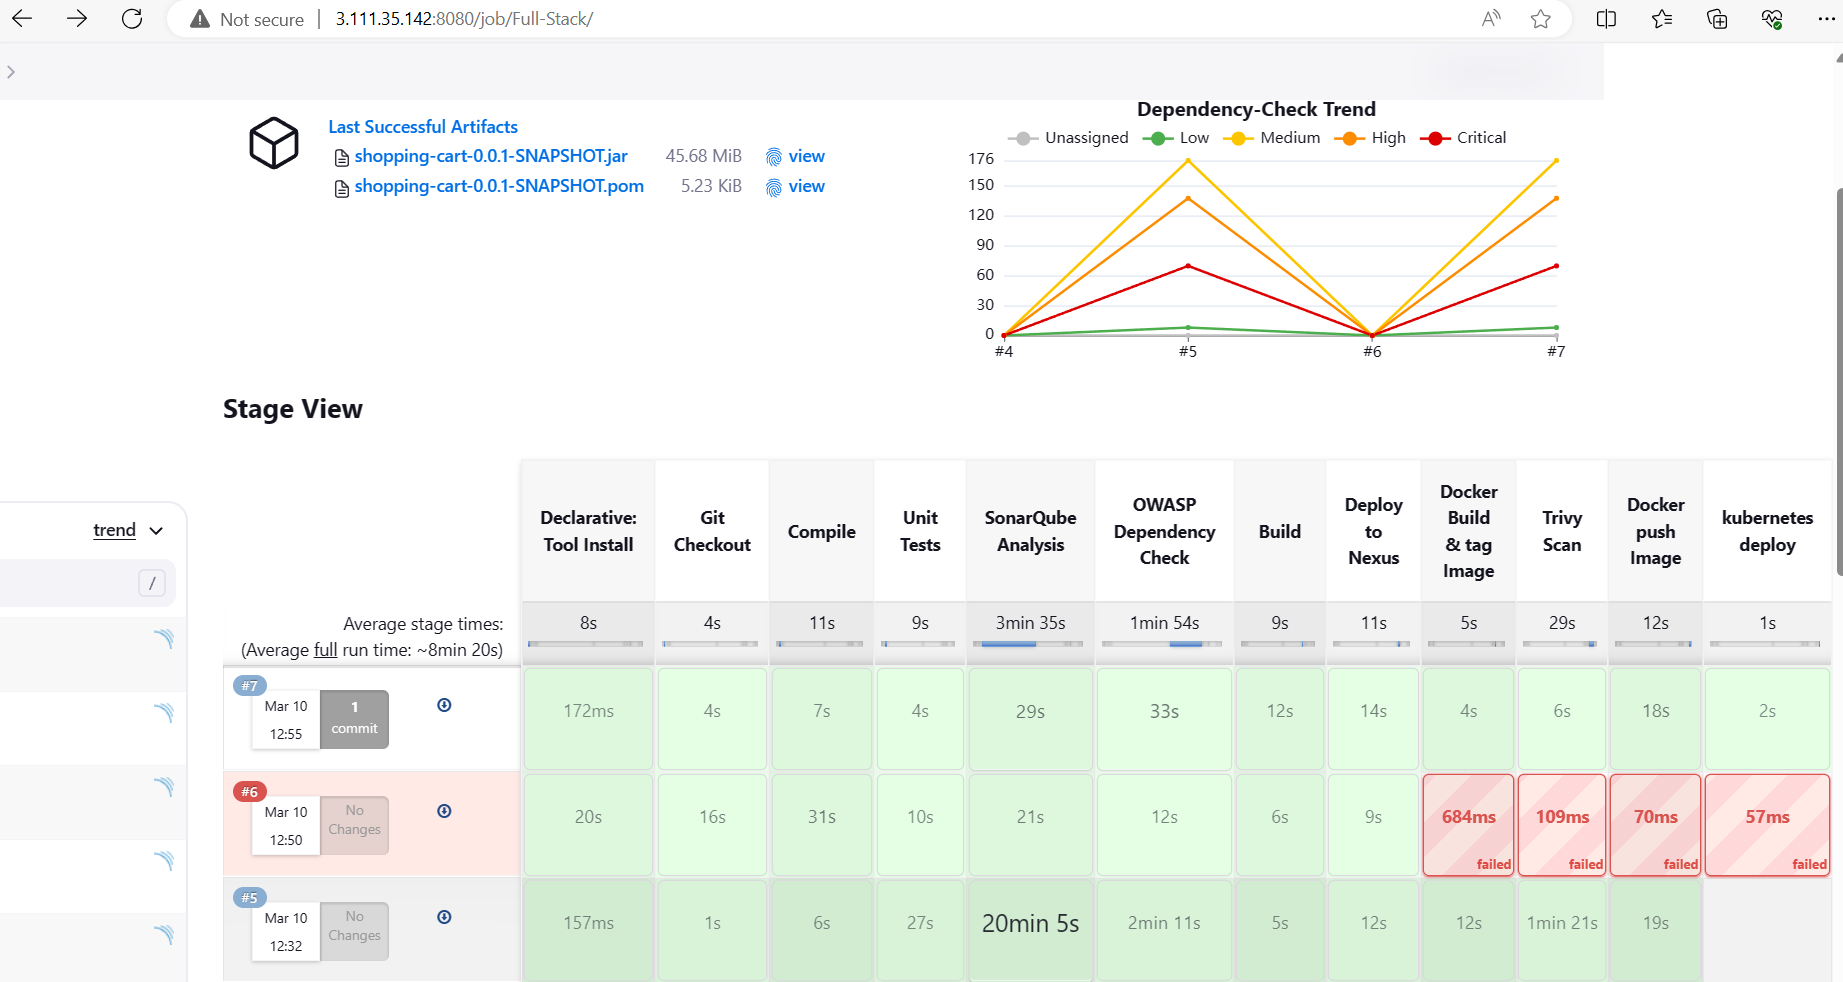 Not secure | 3.111.35.142:8080/job/Full-Stack/
Last Successful Artifacts
shopping-cart-0.0.1-SNAPSHOT.jar 45.68 MiB view
shopping-cart-0.0.1-SNAPSHOT.pom 5.23 KiB view
Dependency-Check Trend
Unassigned Low Medium High Critical
176
150
120
90
60
30
0
#4 #5 #6 #7
Stage View
trend
/
Declarative: Tool Install
Git Checkout
Compile
Unit Tests
SonarQube Analysis
OWASP Dependency Check
Build
Deploy to Nexus
Docker Build & tag Image
Trivy Scan
Docker push Image
kubernetes deploy
Average stage times:
(Average full run time: ~8min 20s)
8s 4s 11s 9s 3min 35s 1min 54s 9s 11s 5s 29s 12s 1s
#7
Mar 10
12:55
1
commit
172ms 4s 7s 4s 29s 33s 12s 14s 4s 6s 18s 2s
#6
Mar 10
12:50
No
Changes
20s 16s 31s 10s 21s 12s 6s 9s 684ms 109ms 70ms 57ms
failed failed failed failed
#5
Mar 10
12:32
No
Changes
157ms 1s 6s 27s 20min 5s 2min 11s 5s 12s 12s 1min 21s 19s